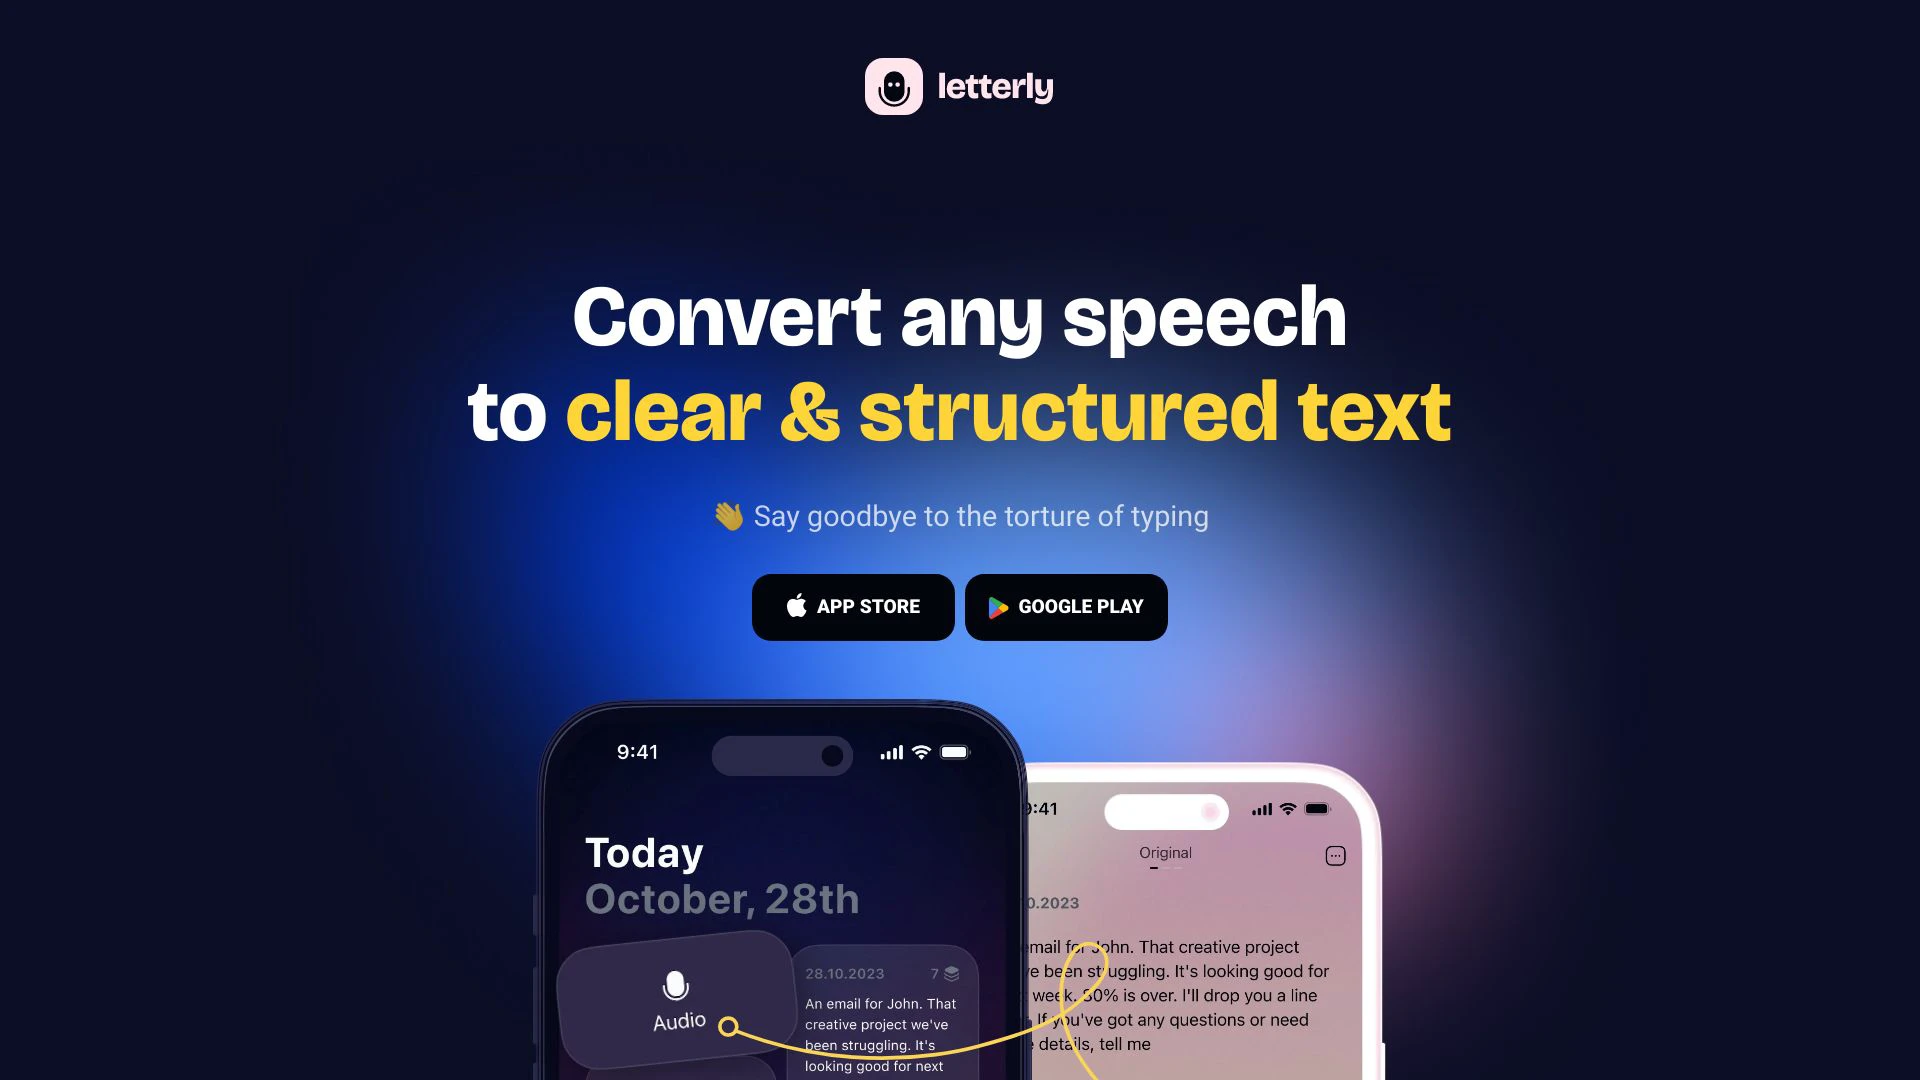 letterly
Convert any speech
to clear & structured text
👋 Say goodbye to the torture of typing
APP STORE
GOOGLE PLAY
9:41
Today
October, 28th
Audio
28.10.2023
7
An email for John. That
creative project we've
been struggling. It's
looking good for next
9:41
Original
0.2023
email for John. That creative project
've been struggling. It's looking good for
week. 30% is over. I'll drop you a line
If you've got any questions or need
details, tell me